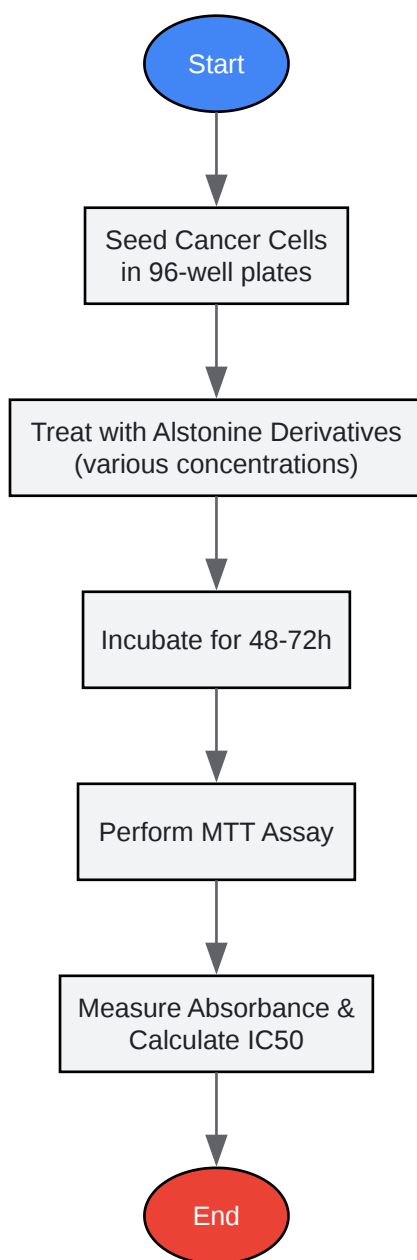 Start
Seed Cancer Cells
in 96-well plates
Treat with Alstonine Derivatives
(various concentrations)
Incubate for 48-72h
Perform MTT Assay
Measure Absorbance &
Calculate IC50
End